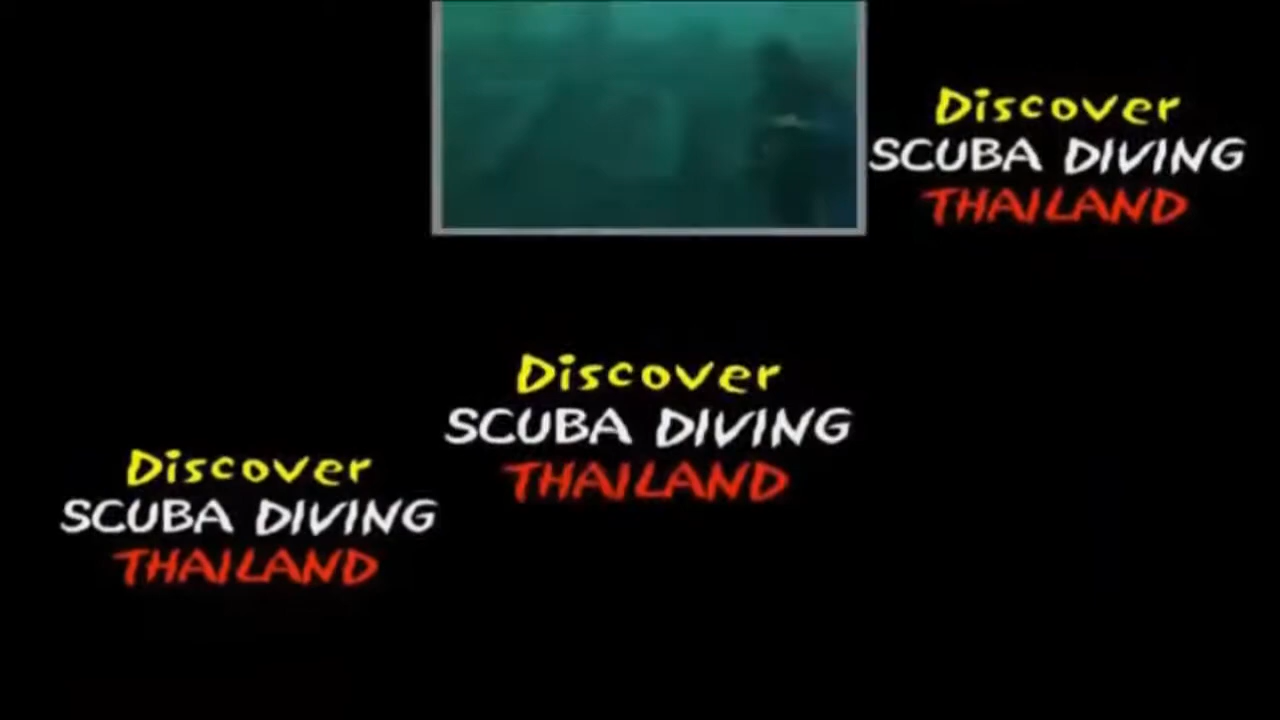 Discover
SCUBA DIVING
THAILAND
Discover
SCUBA DIVING
THAILAND
Discover
SCUBA DIVING
THAILAND